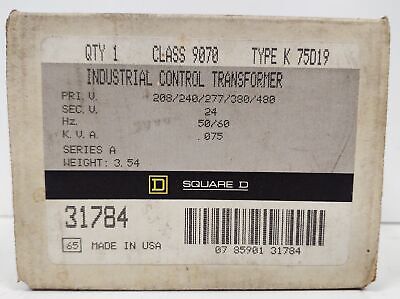 QTY 1 CLASS 9070 TYPE K 75D19
INDUSTRIAL CONTROL TRANSFORMER
PRI. V. 208/240/277/380/480
SEC. V. 24
Hz. 50/60
K.V.A. .075
SERIES A
WEIGHT: 3.54
D SQUARE D
31784
65 MADE IN USA
07 85901 31784